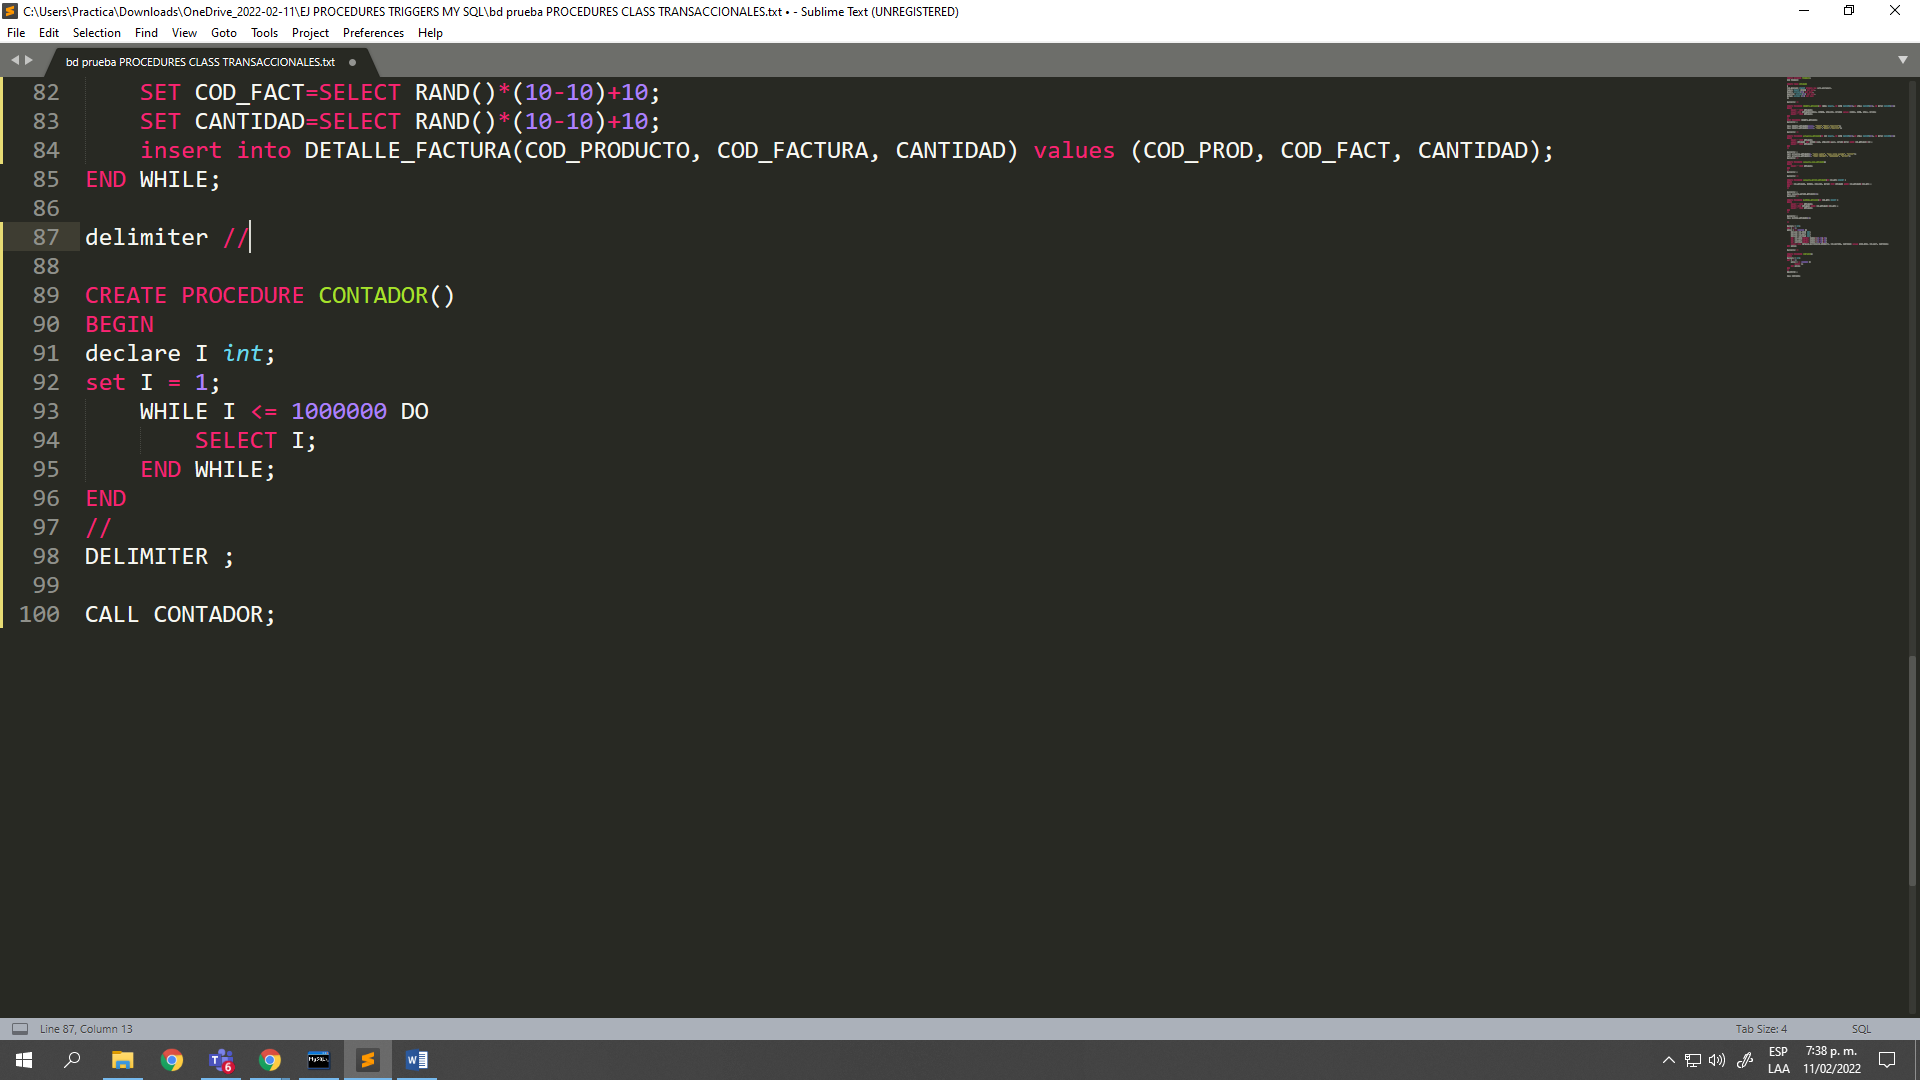 C:\Users\Practica\Downloads\OneDrive_2022-02-11\EJ PROCEDURES TRIGGERS MY SQL\bd prueba PROCEDURES CLASS TRANSACCIONALES.txt • - Sublime Text (UNREGISTERED)
File Edit Selection Find View Goto Tools Project Preferences Help
bd prueba PROCEDURES CLASS TRANSACCIONALES.txt
82 SET COD_FACT=SELECT RAND()*(10-10)+10;
83 SET CANTIDAD=SELECT RAND()*(10-10)+10;
84 insert into DETALLE_FACTURA(COD_PRODUCTO, COD_FACTURA, CANTIDAD) values (COD_PROD, COD_FACT, CANTIDAD);
85 END WHILE;
86
87 delimiter //
88
89 CREATE PROCEDURE CONTADOR()
90 BEGIN
91 declare I int;
92 set I = 1;
93 WHILE I <= 1000000 DO
94 SELECT I;
95 END WHILE;
96 END
97 //
98 DELIMITER ;
99
100 CALL CONTADOR;
Line 87, Column 13
Tab Size: 4
SQL
6
MySQL
ESP
LAA
7:38 p. m.
11/02/2022